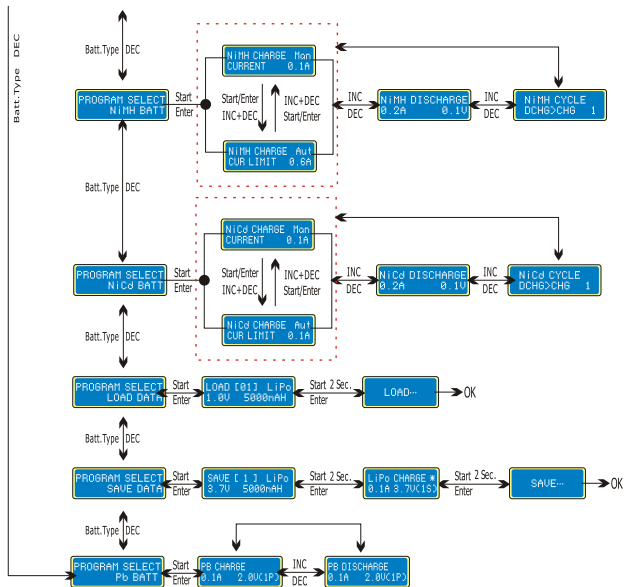 Batt.Type DEC
Batt.Type DEC
NiMH CHARGE Man
CURRENT 0.1A
PROGRAM SELECT
NiMH BATT
Start
Enter
Start/Enter
INC+DEC
INC+DEC
Start/Enter
NiMH CHARGE Aut
CUR LIMIT 0.6A
INC
DEC
NiMH DISCHARGE
0.2A 0.1V
INC
DEC
NiMH CYCLE
DCHG>CHG 1
Batt.Type DEC
NiCd CHARGE Man
CURRENT 0.1A
PROGRAM SELECT
NiCd BATT
Start
Enter
Start/Enter
INC+DEC
INC+DEC
Start/Enter
NiCd CHARGE Aut
CUR LIMIT 0.1A
INC
DEC
NiCd DISCHARGE
0.2A 0.1V
INC
DEC
NiCd CYCLE
DCHG>CHG 1
Batt.Type DEC
PROGRAM SELECT
LOAD DATA
Start
Enter
LOAD [01] LiPo
1.0V 5000mAH
Start 2 Sec.
Enter
LOAD…
OK
Batt.Type DEC
PROGRAM SELECT
SAVE DATA
Start
Enter
SAVE [ 1 ] LiPo
3.7V 5000mAH
Start 2 Sec.
Enter
LiPo CHARGE *
0.1A 3.7V(1S)
Start 2 Sec.
Enter
SAVE…
OK
Batt.Type DEC
PROGRAM SELECT
Pb BATT
Start
Enter
PB CHARGE
0.1A 2.0V(1P)
INC
DEC
PB DISCHARGE
0.1A 2.0V(1P)